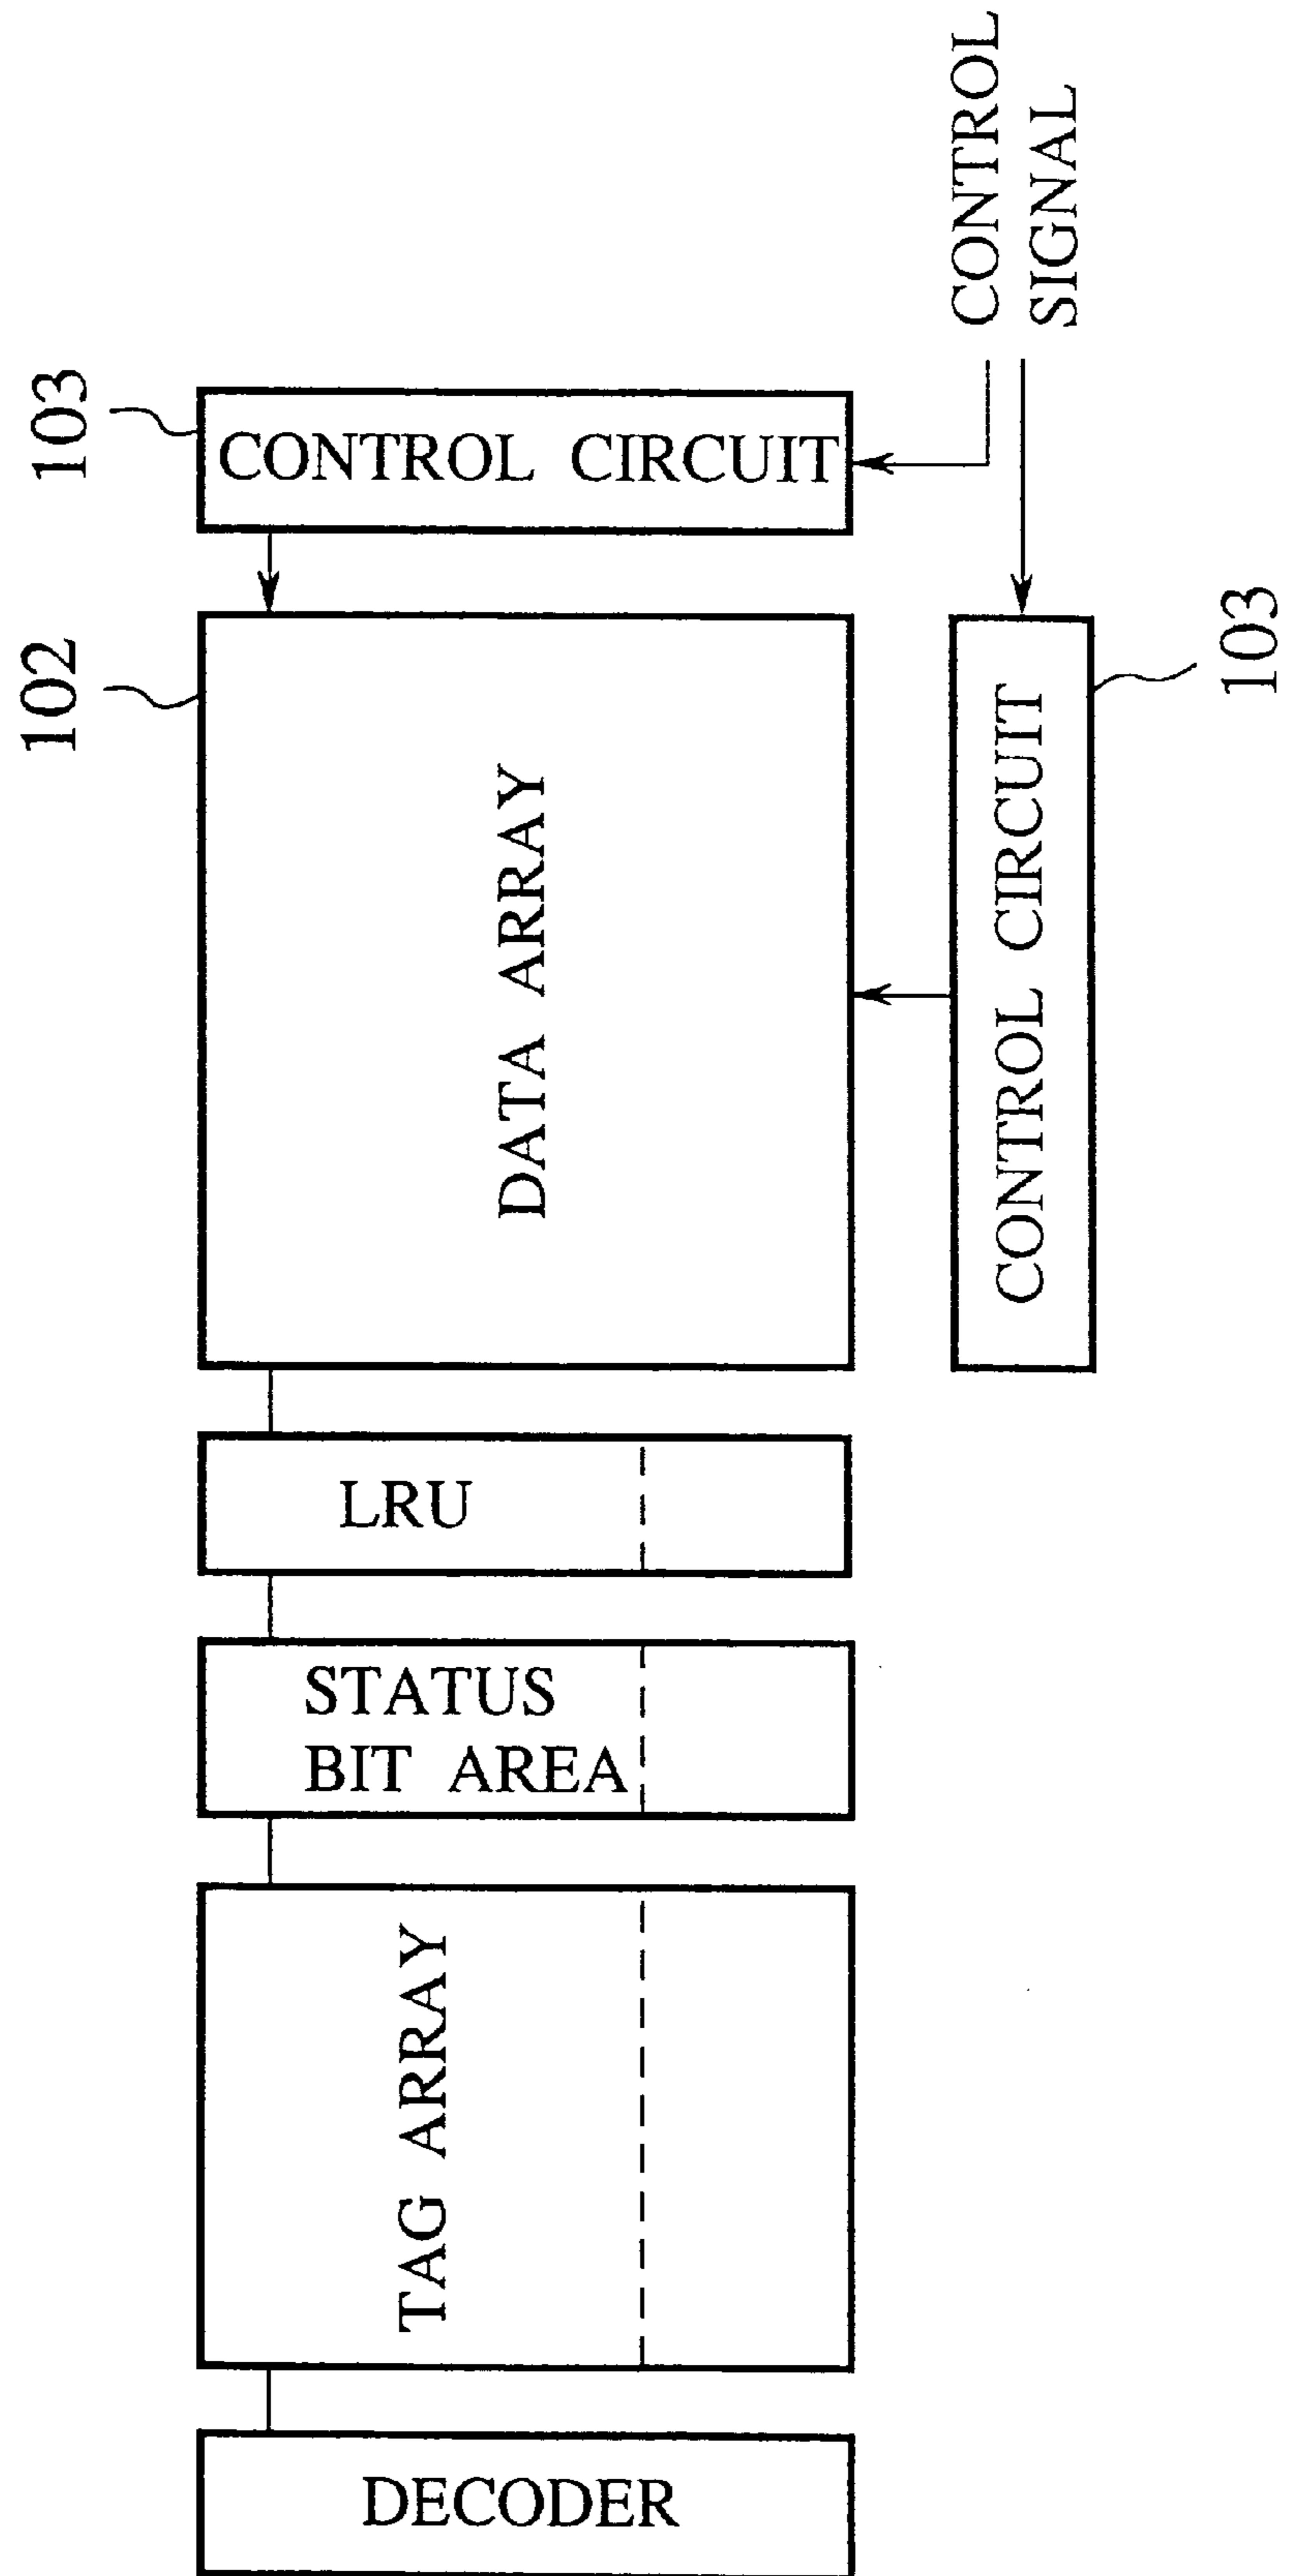 CONTROL
SIGNAL
103
CONTROL CIRCUIT
102
DATA ARRAY
CONTROL CIRCUIT
103
LRU
STATUS
BIT AREA
TAG ARRAY
DECODER